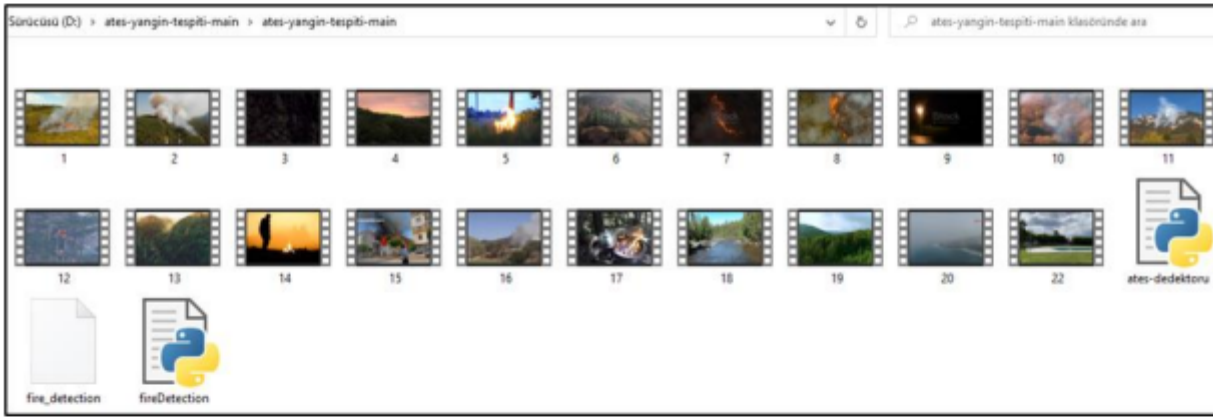 Sürücüsü (D:) > ates-yangin-tespiti-main > ates-yangin-tespiti-main
ates-yangin-tespiti-main klasöründe ara
1 2 3 4 5 6 7 8 9 10 11
12 13 14 15 16 17 18 19 20 22 ates-dedektoru
fire_detection fireDetection